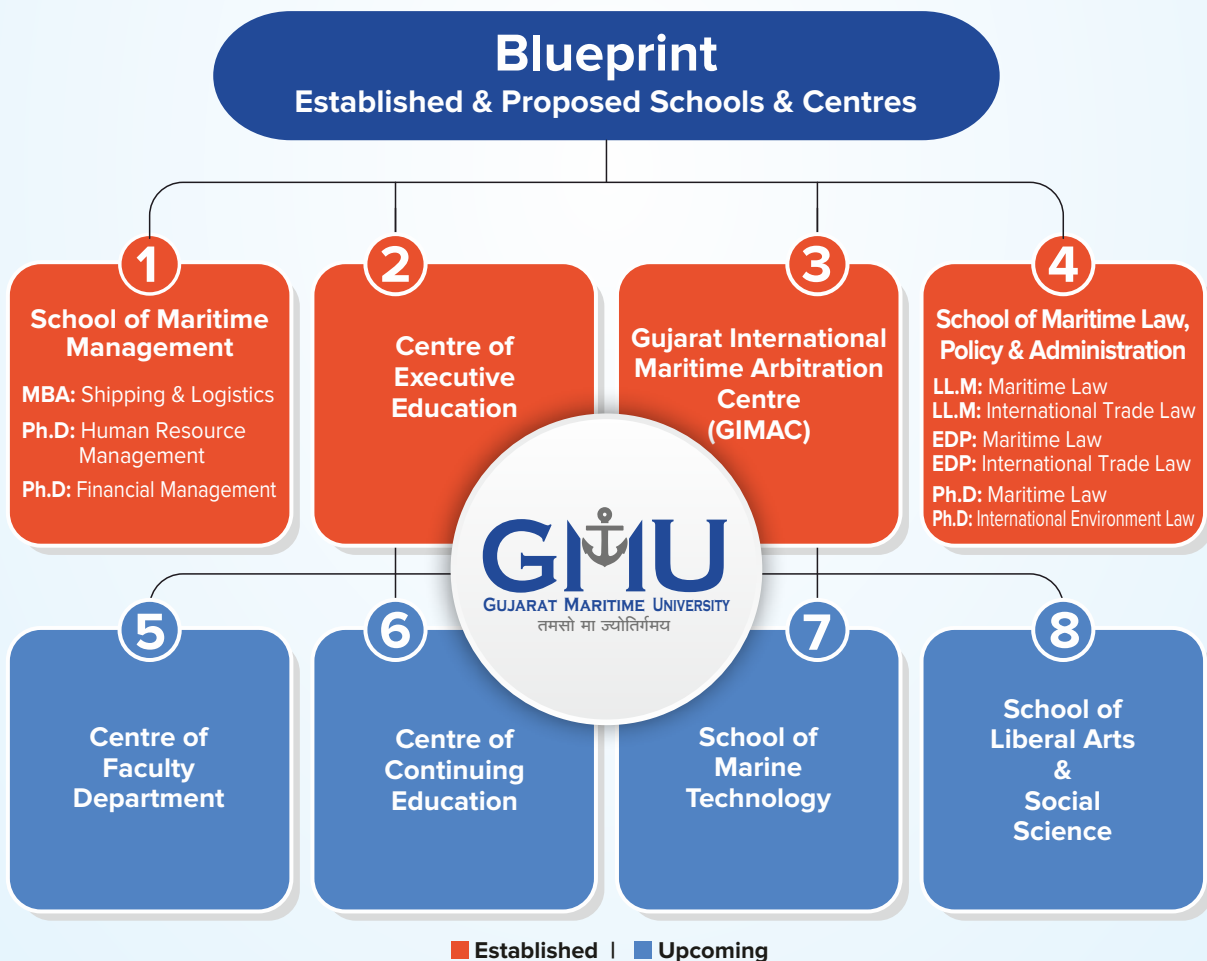 Blueprint
Established & Proposed Schools & Centres
1
School of Maritime
Management
MBA: Shipping & Logistics
Ph.D: Human Resource
Management
Ph.D: Financial Management
2
Centre of
Executive
Education
3
Gujarat International
Maritime Arbitration
Centre
(GIMAC)
4
School of Maritime Law,
Policy & Administration
LL.M: Maritime Law
LL.M: International Trade Law
EDP: Maritime Law
EDP: International Trade Law
Ph.D: Maritime Law
Ph.D: International Environment Law
GMU
GUJARAT MARITIME UNIVERSITY
तमसो मा ज्योतिर्गमय
5
Centre of
Faculty
Department
6
Centre of
Continuing
Education
7
School of
Marine
Technology
8
School of
Liberal Arts
&
Social
Science
Established | Upcoming